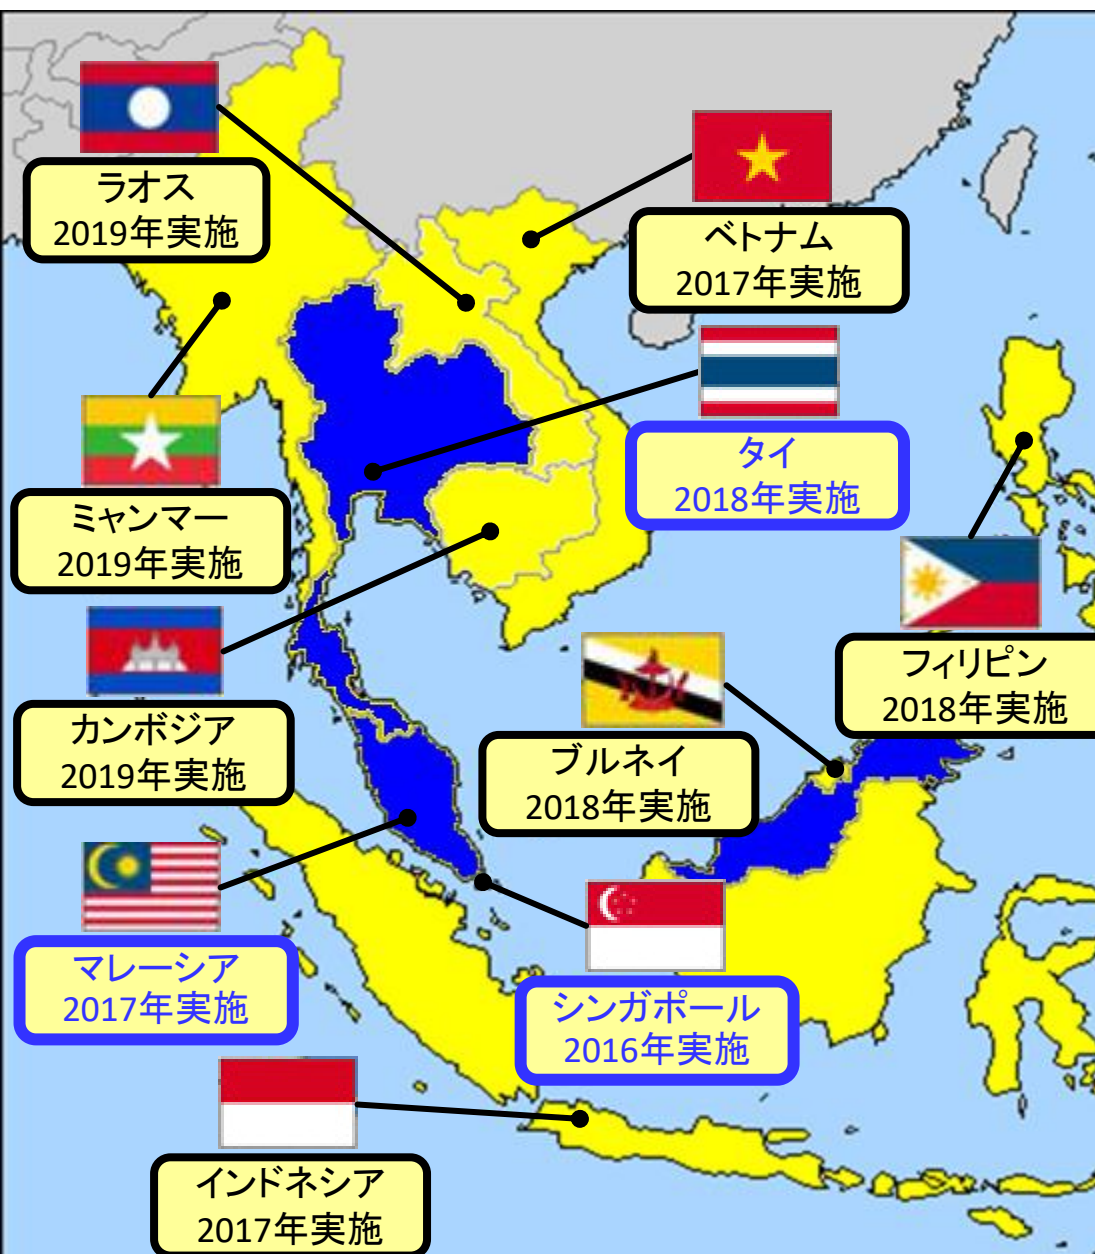 ラオス
2019年実施
ベトナム
2017年実施
タイ
2018年実施
ミャンマー
2019年実施
フィリピン
2018年実施
カンボジア
2019年実施
ブルネイ
2018年実施
マレーシア
2017年実施
シンガポール
2016年実施
インドネシア
2017年実施